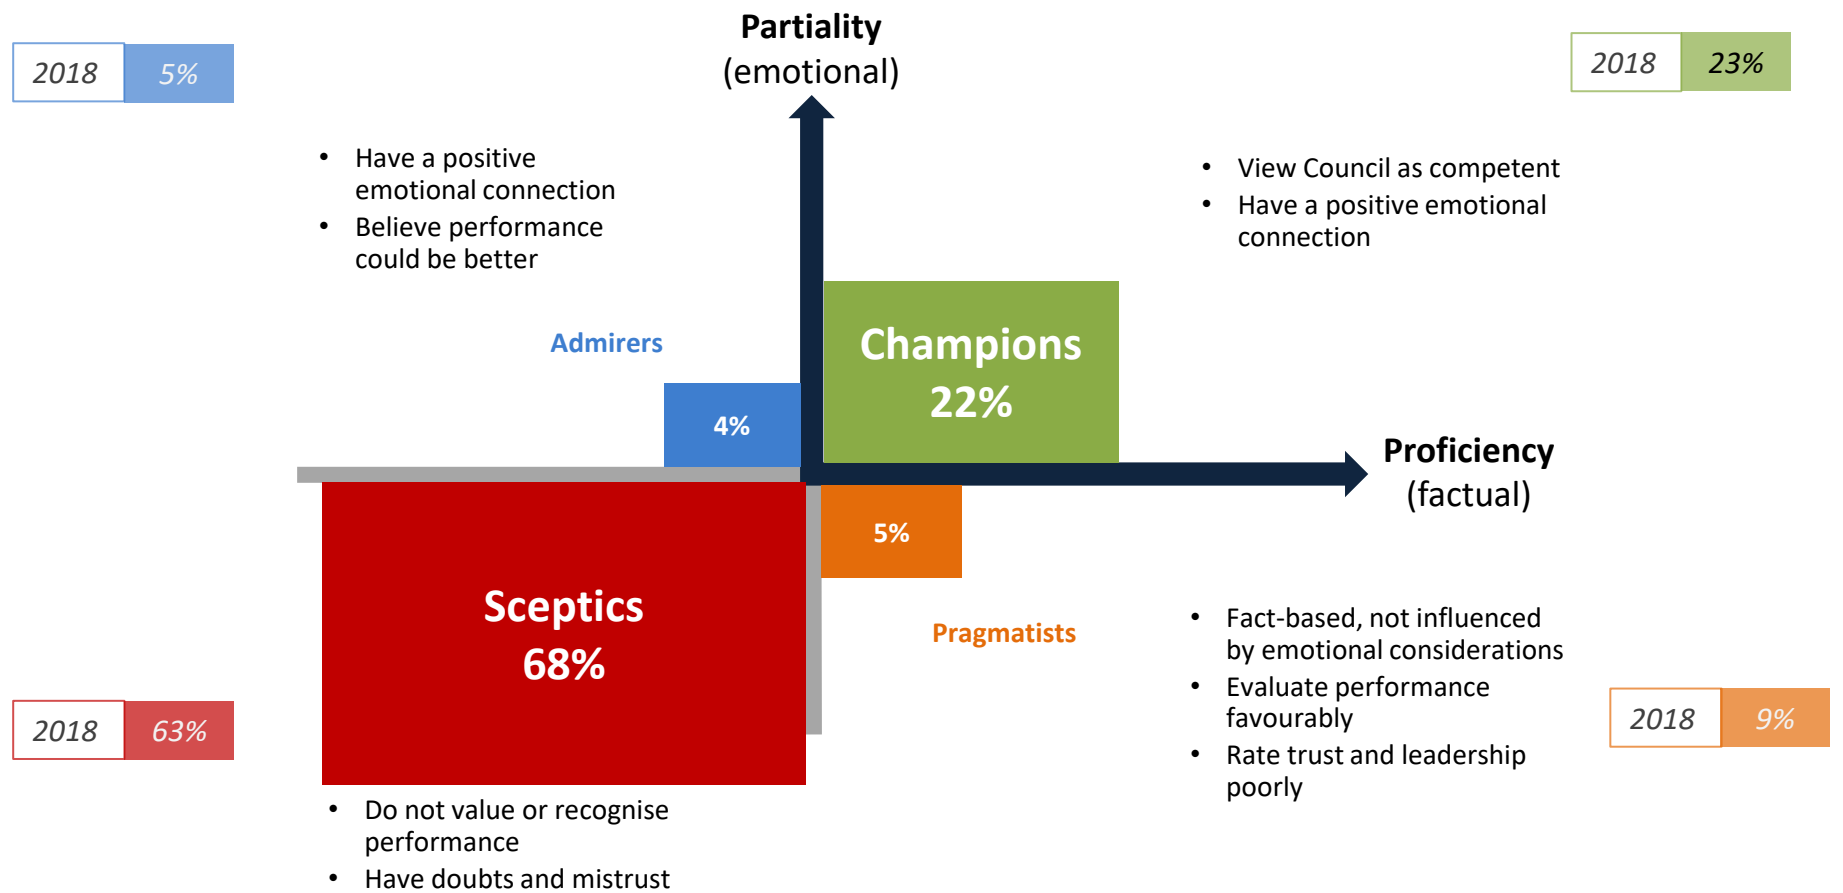 Partiality
(emotional)
2018 5%
2018 23%
• Have a positive
emotional connection
• Believe performance
could be better
• View Council as competent
• Have a positive emotional
connection
Admirers
4%
Champions
22%
Proficiency
(factual)
Sceptics
68%
5%
Pragmatists
• Fact-based, not influenced
by emotional considerations
• Evaluate performance
favourably
• Rate trust and leadership
poorly
2018 63%
2018 9%
• Do not value or recognise
performance
• Have doubts and mistrust